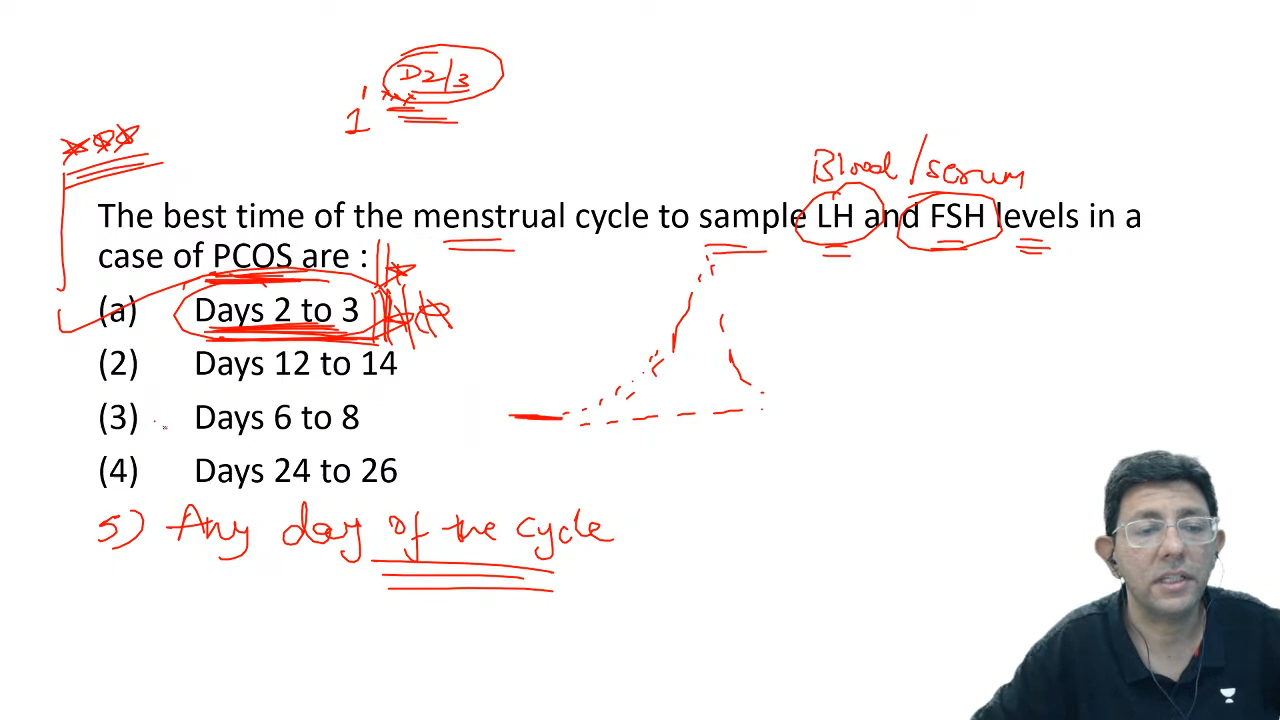 D2/3
1
Blood/serum
The best time of the menstrual cycle to sample LH and FSH levels in a
case of PCOS are :
(a) Days 2 to 3
(2) Days 12 to 14
(3) Days 6 to 8
(4) Days 24 to 26
5) Any day of the cycle